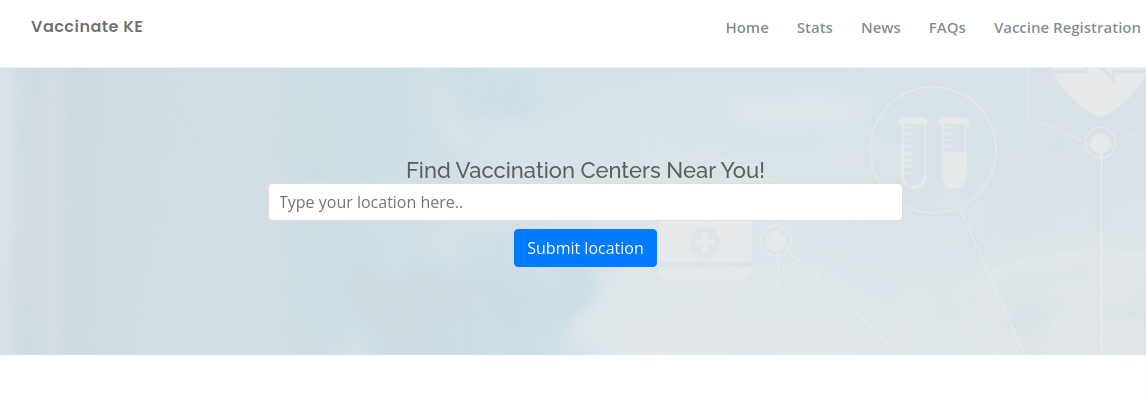 Vaccinate KE
Home Stats News FAQs Vaccine Registration
Find Vaccination Centers Near You!
Type your location here..
Submit location